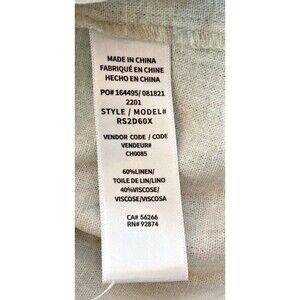 MADE IN CHINA
FABRIQUÉ EN CHINE
HECHO EN CHINA
PO# 164495/ 081821
2201
STYLE / MODEL#
RS2D60X
VENDOR CODE / CODE
VENDEUR#
CH0085
60%LINEN/
TOILE DE LIN/LINO
40%VISCOSE/
VISCOSE/VISCOSA
CA# 56266
RN# 92874